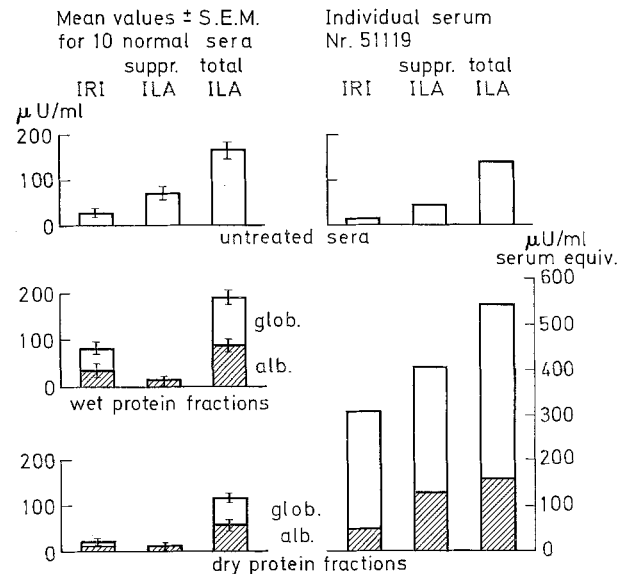 Mean values ± S.E.M.
for 10 normal sera
suppr. total
IRI ILA ILA
Individual serum
Nr. 51119
suppr. total
IRI ILA ILA
μU/ml
200
100
0
untreated sera
μU/ml
serum equiv.
600
500
400
300
200
100
0
200
100
0
glob.
alb.
wet protein fractions
200
100
0
glob.
alb.
dry protein fractions